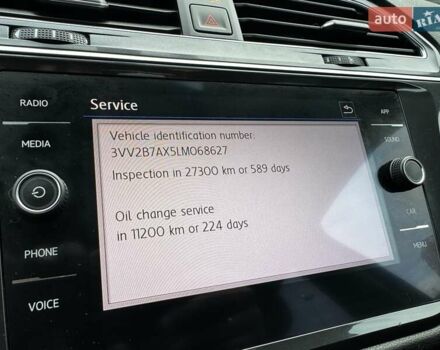 auto RIA
RADIO
MEDIA
PHONE
VOICE
Service
Vehicle identification number:
3VV2B7AX5LM068627
Inspection in 27300 km or 589 days
Oil change service
in 11200 km or 224 days
APP
SOUND
CAR
MENU